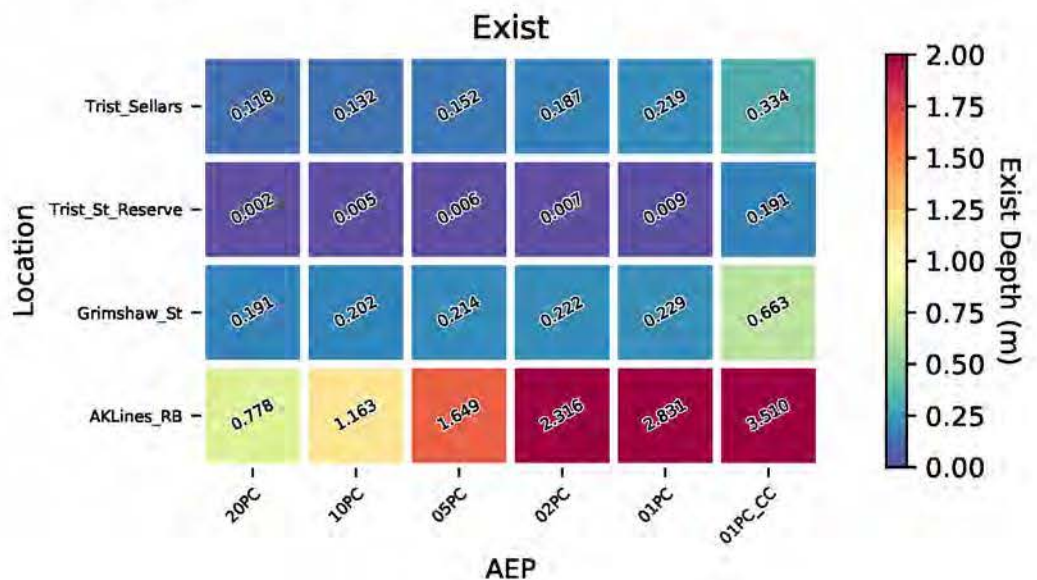 Exist
Location
Trist_Sellars 0.118 0.132 0.152 0.187 0.219 0.334
Trist_St_Reserve 0.002 0.005 0.006 0.007 0.009 0.191
Grimshaw_St 0.191 0.202 0.214 0.222 0.229 0.663
AKLines_RB 0.778 1.163 1.649 2.316 2.831 3.510
20PC 10PC 05PC 02PC 01PC 01PC_CC
AEP
2.00
1.75
1.50
1.25
1.00
0.75
0.50
0.25
0.00
Exist Depth (m)